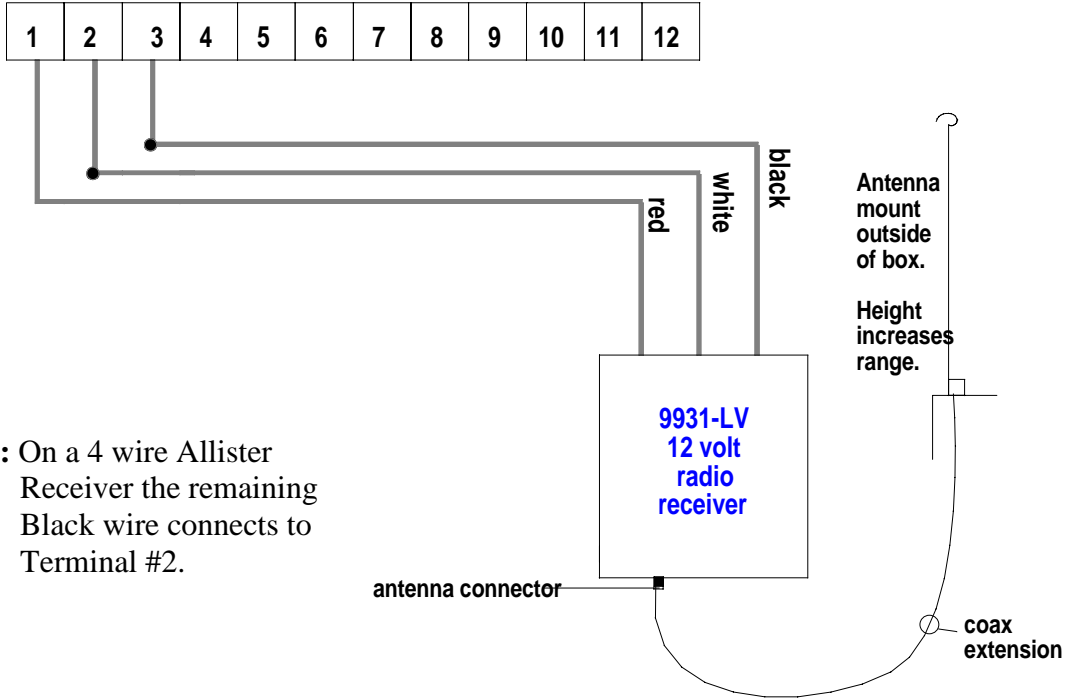 1 2 3 4 5 6 7 8 9 10 11 12
black
white
red
Antenna
mount
outside
of box.
Height
increases
range.
9931-LV
12 volt
radio
receiver
: On a 4 wire Allister
Receiver the remaining
Black wire connects to
Terminal #2.
antenna connector
coax
extension